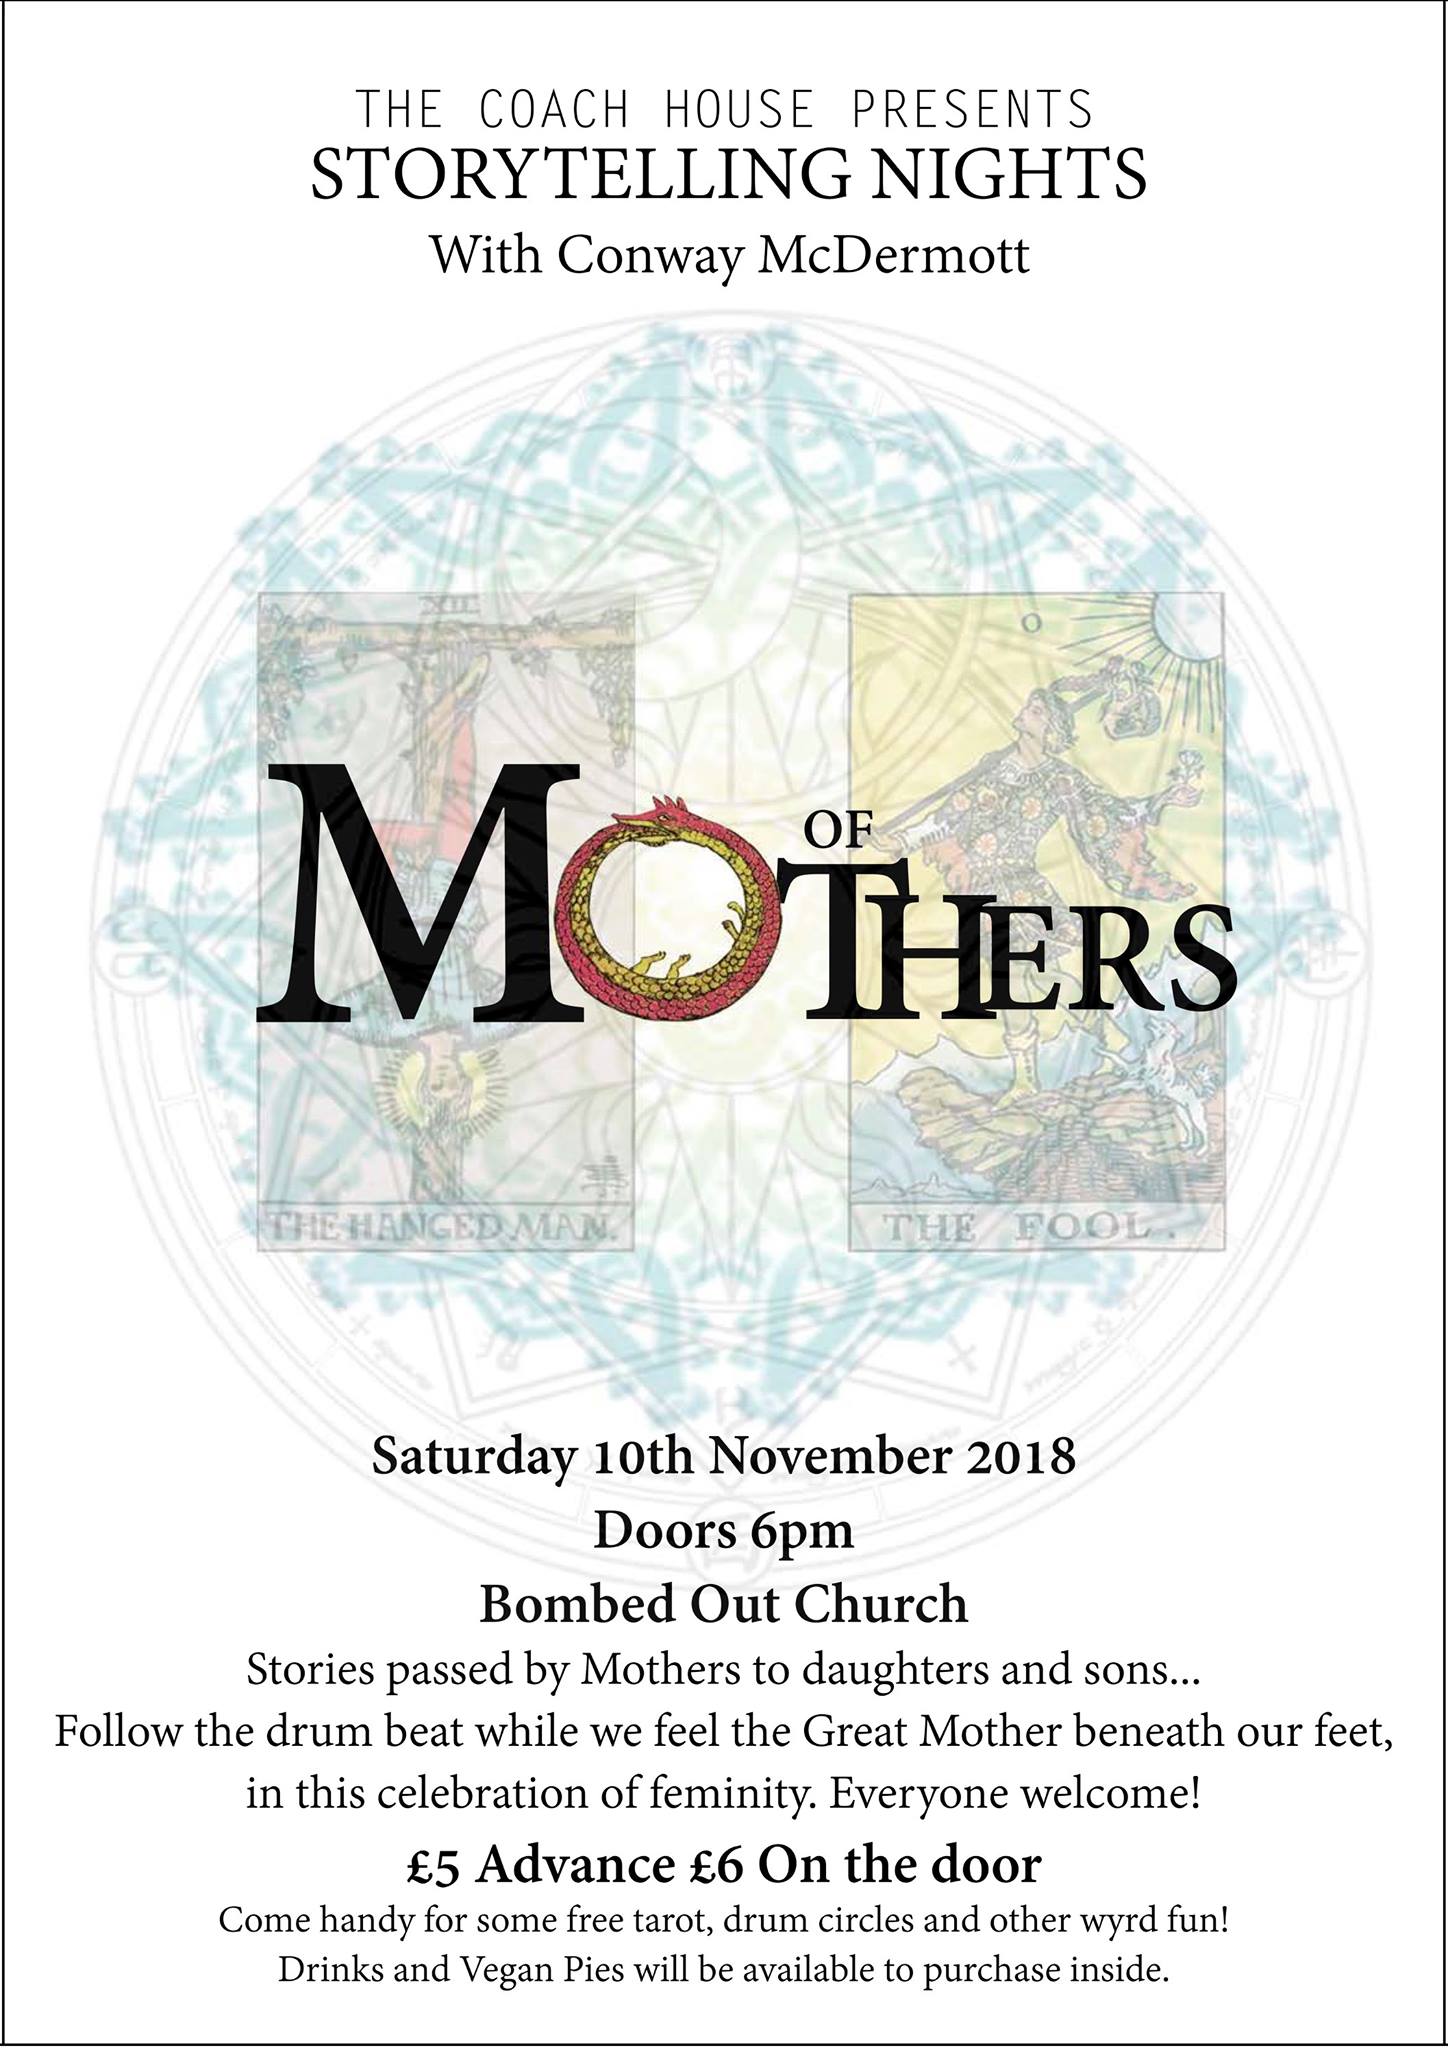 THE COACH HOUSE PRESENTS
STORYTELLING NIGHTS
With Conway McDermott
XII
0
OF
MOTHERS
THE HANGED MAN.
THE FOOL.
Saturday 10th November 2018
Doors 6pm
Bombed Out Church
Stories passed by Mothers to daughters and sons...
Follow the drum beat while we feel the Great Mother beneath our feet,
in this celebration of feminity. Everyone welcome!
£5 Advance £6 On the door
Come handy for some free tarot, drum circles and other wyrd fun!
Drinks and Vegan Pies will be available to purchase inside.